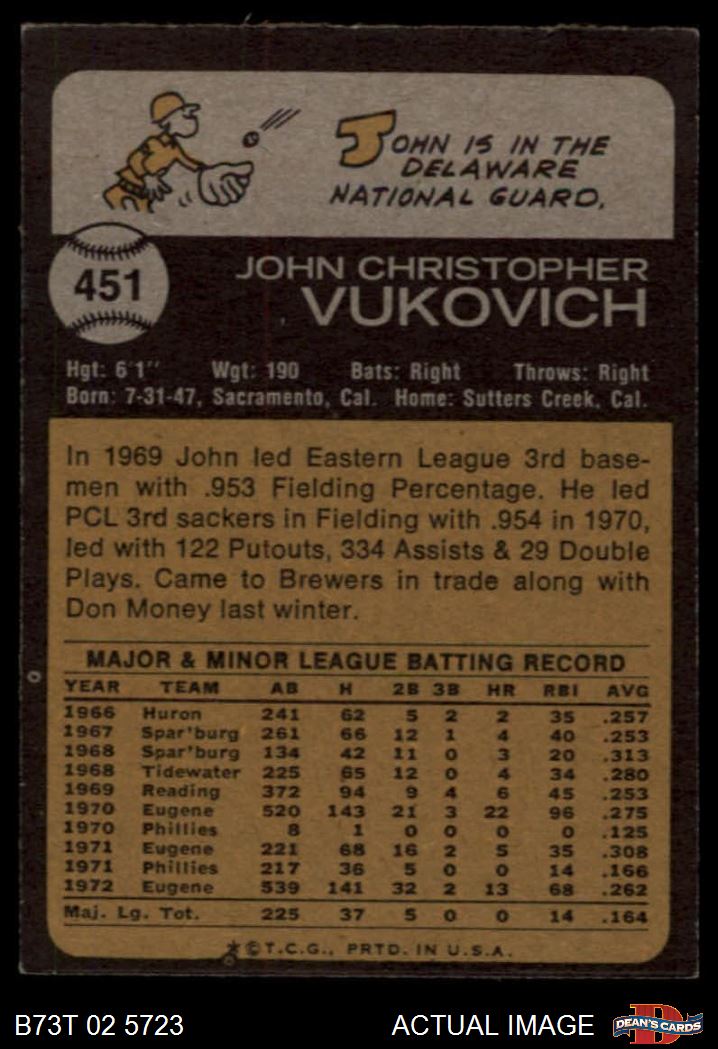 JOHN IS IN THE
DELAWARE
NATIONAL GUARD.
451
JOHN CHRISTOPHER
VUKOVICH
Hgt: 6'1" Wgt: 190 Bats: Right Throws: Right
Born: 7-31-47, Sacramento, Cal. Home: Sutters Creek, Cal.
In 1969 John led Eastern League 3rd base-
men with .953 Fielding Percentage. He led
PCL 3rd sackers in Fielding with .954 in 1970,
led with 122 Putouts, 334 Assists & 29 Double
Plays. Came to Brewers in trade along with
Don Money last winter.
MAJOR & MINOR LEAGUE BATTING RECORD
YEAR TEAM AB H 2B 3B HR RBI AVG
1966 Huron 241 62 5 2 2 35 .257
1967 Spar'burg 261 66 12 1 4 40 .253
1968 Spar'burg 134 42 11 0 3 20 .313
1968 Tidewater 225 65 12 0 4 34 .280
1969 Reading 372 94 9 4 6 45 .253
1970 Eugene 520 143 21 3 22 96 .275
1970 Phillies 8 1 0 0 0 0 .125
1971 Eugene 221 68 16 2 5 35 .308
1971 Phillies 217 36 5 0 0 14 .166
1972 Eugene 539 141 32 2 13 68 .262
Maj. Lg. Tot. 225 37 5 0 0 14 .164
*©T.C.G., PRTD. IN U.S.A.
B73T 02 5723 ACTUAL IMAGE DEAN'S CARDS